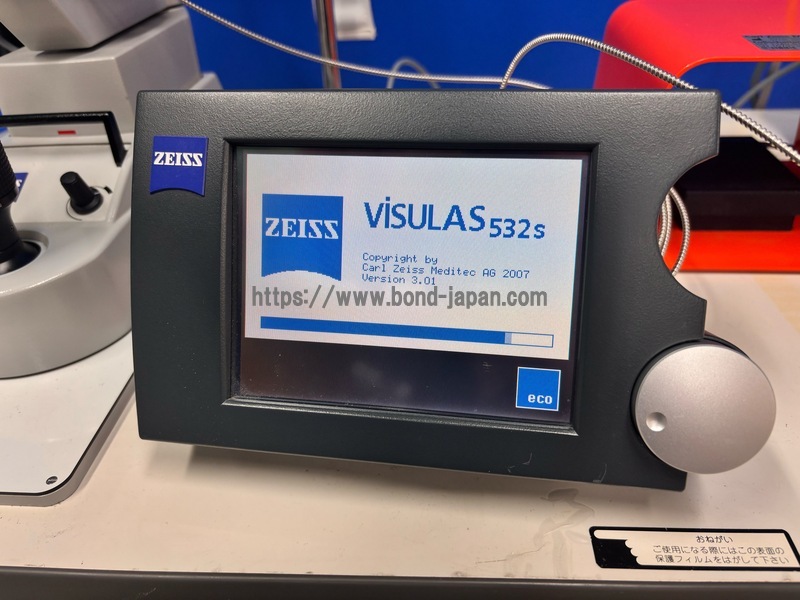 ZEISS
ZEISS
VISULAS 532s
Copyright by
Carl Zeiss Meditec AG 2007
Version 3.01
https://www.bond-japan.com
eco
おねがい
ご使用になる際にはこの表面の
保護フィルムをはがして下さい